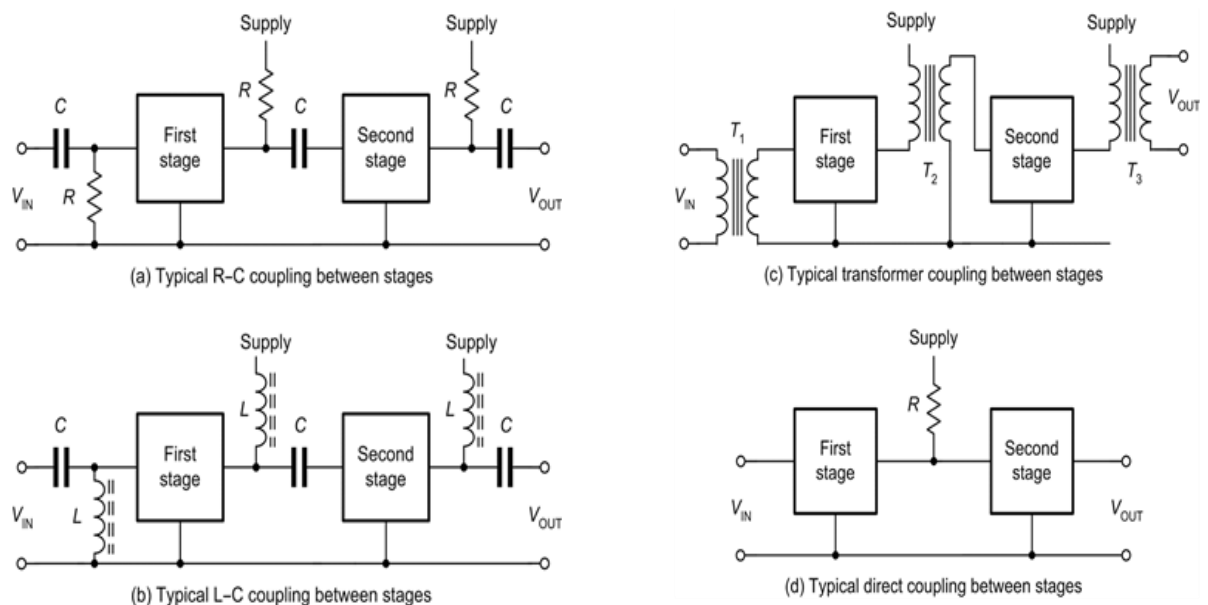 Supply
Supply
R
R
C
C
C
First
stage
Second
stage
R
V_IN
V_OUT
(a) Typical R–C coupling between stages
Supply
Supply
V_OUT
T_1
First
stage
Second
stage
T_2
T_3
V_IN
(c) Typical transformer coupling between stages
Supply
Supply
L
L
C
C
C
First
stage
Second
stage
V_IN
L
V_OUT
(b) Typical L–C coupling between stages
Supply
R
First
stage
Second
stage
V_IN
V_OUT
(d) Typical direct coupling between stages